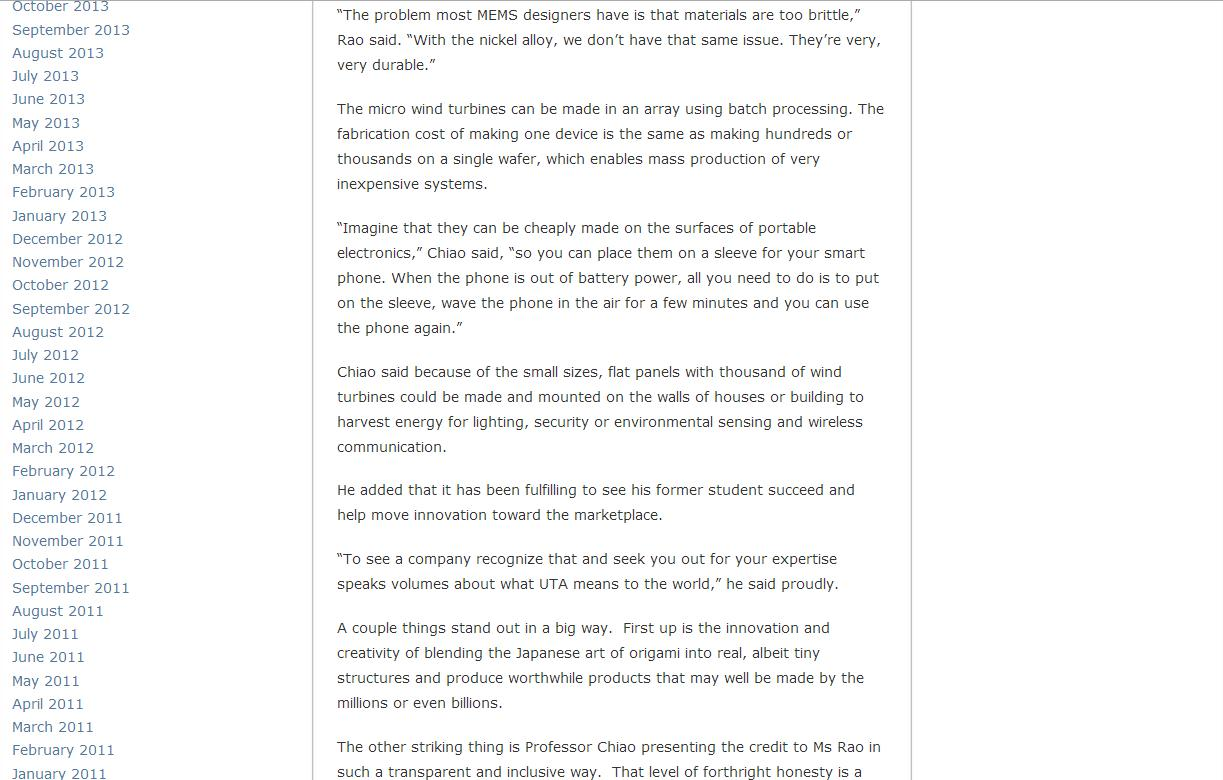 October 2013
September 2013
August 2013
July 2013
June 2013
May 2013
April 2013
March 2013
February 2013
January 2013
December 2012
November 2012
October 2012
September 2012
August 2012
July 2012
June 2012
May 2012
April 2012
March 2012
February 2012
January 2012
December 2011
November 2011
October 2011
September 2011
August 2011
July 2011
June 2011
May 2011
April 2011
March 2011
February 2011
January 2011
“The problem most MEMS designers have is that materials are too brittle,”
Rao said. “With the nickel alloy, we don’t have that same issue. They’re very,
very durable.”
The micro wind turbines can be made in an array using batch processing. The
fabrication cost of making one device is the same as making hundreds or
thousands on a single wafer, which enables mass production of very
inexpensive systems.
“Imagine that they can be cheaply made on the surfaces of portable
electronics,” Chiao said, “so you can place them on a sleeve for your smart
phone. When the phone is out of battery power, all you need to do is to put
on the sleeve, wave the phone in the air for a few minutes and you can use
the phone again.”
Chiao said because of the small sizes, flat panels with thousand of wind
turbines could be made and mounted on the walls of houses or building to
harvest energy for lighting, security or environmental sensing and wireless
communication.
He added that it has been fulfilling to see his former student succeed and
help move innovation toward the marketplace.
“To see a company recognize that and seek you out for your expertise
speaks volumes about what UTA means to the world,” he said proudly.
A couple things stand out in a big way.  First up is the innovation and
creativity of blending the Japanese art of origami into real, albeit tiny
structures and produce worthwhile products that may well be made by the
millions or even billions.
The other striking thing is Professor Chiao presenting the credit to Ms Rao in
such a transparent and inclusive way.  That level of forthright honesty is a